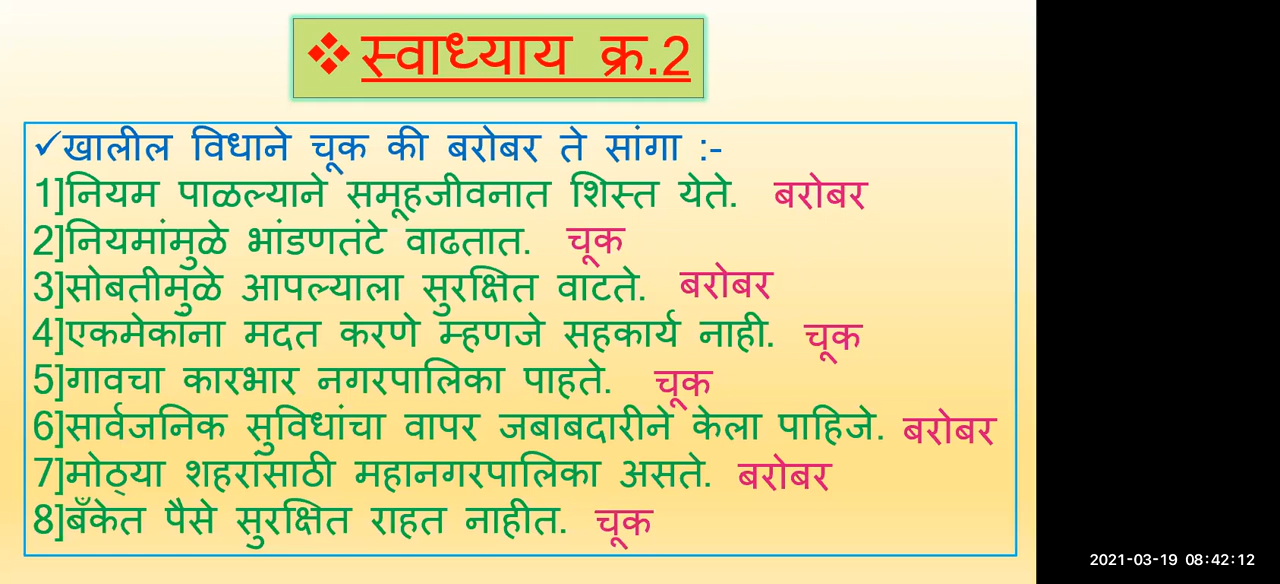 ❖ स्वाध्याय क्र.2
✓खालील विधाने चूक की बरोबर ते सांगा :-
1]नियम पाळल्याने समूहजीवनात शिस्त येते. बरोबर
2]नियमांमुळे भांडणतंटे वाढतात. चूक
3]सोबतीमुळे आपल्याला सुरक्षित वाटते. बरोबर
4]एकमेकांना मदत करणे म्हणजे सहकार्य नाही. चूक
5]गावचा कारभार नगरपालिका पाहते. चूक
6]सार्वजनिक सुविधांचा वापर जबाबदारीने केला पाहिजे. बरोबर
7]मोठ्या शहरांसाठी महानगरपालिका असते. बरोबर
8]बँकेत पैसे सुरक्षित राहत नाहीत. चूक
2021-03-19 08:42:12